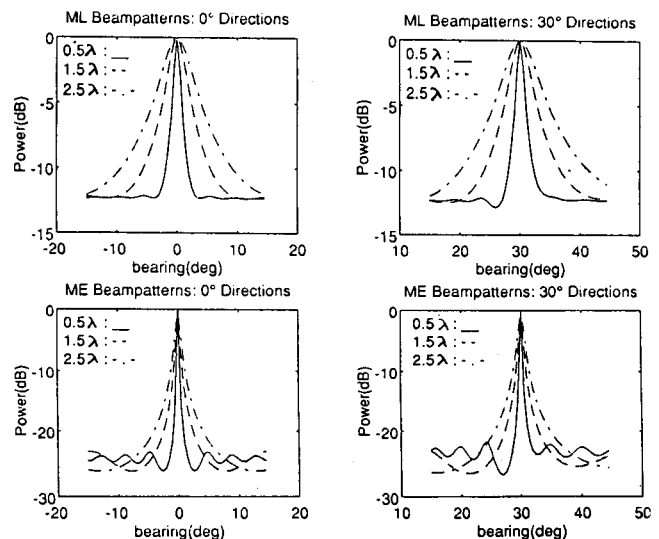 ML Beampatterns: 0° Directions
0
-5
-10
-15
Power(dB)
0.5λ :
1.5λ :
2.5λ :
-20
-10
0
10
20
bearing(deg)
ML Beampatterns: 30° Directions
0
-5
-10
-15
Power(dB)
0.5λ :
1.5λ :
2.5λ :
10
20
30
40
50
bearing(deg)
ME Beampatterns: 0° Directions
0
-10
-20
-30
Power(dB)
0.5λ :
1.5λ :
2.5λ :
-20
-10
0
10
20
bearing(deg)
ME Beampatterns: 30° Directions
0
-10
-20
-30
Power(dB)
0.5λ :
1.5λ :
2.5λ :
10
20
30
40
50
bearing(deg)